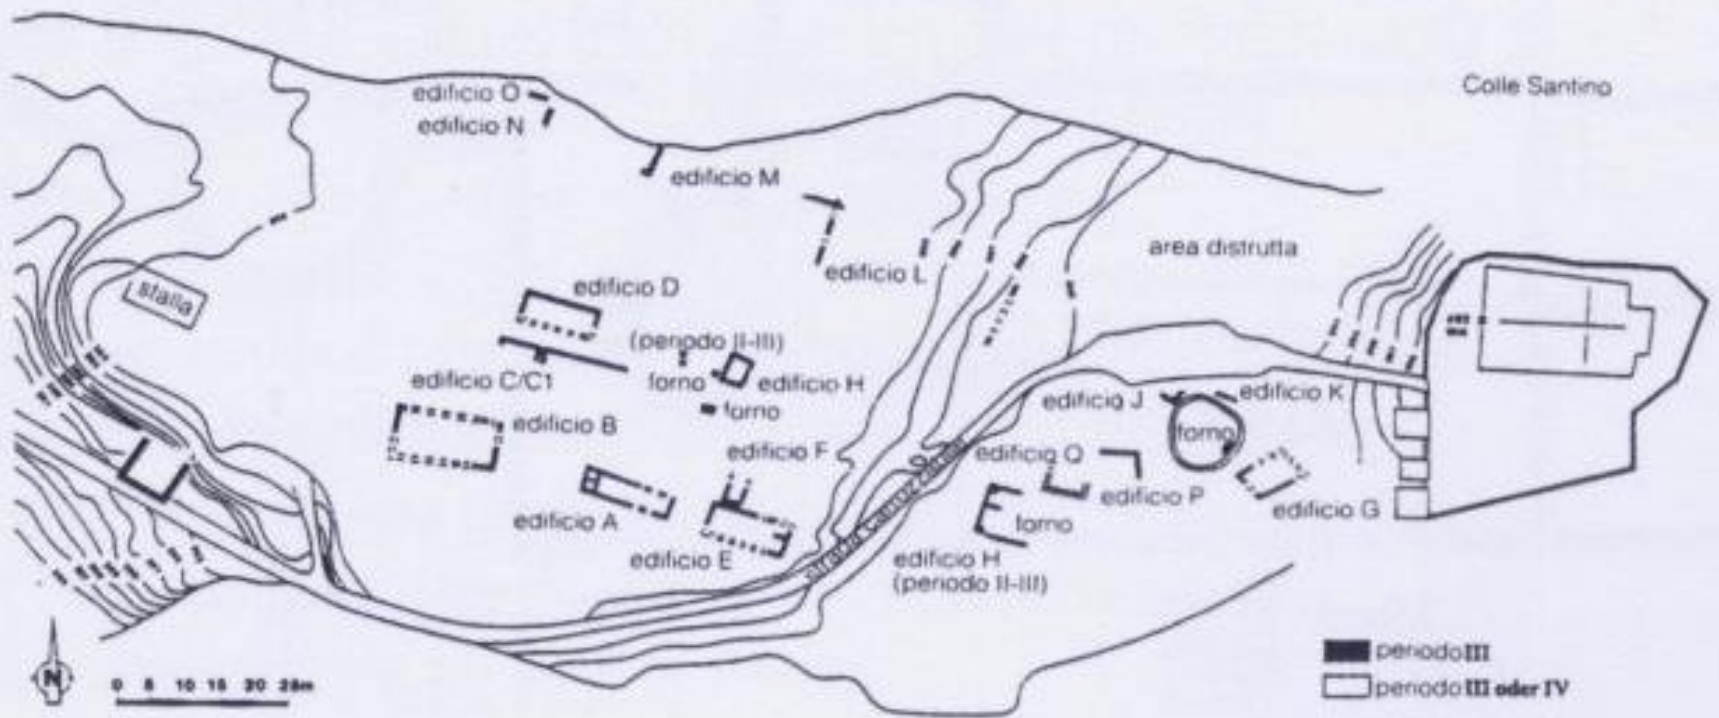 Colle Santino
edificio O
edificio N
edificio M
area distrutta
edificio L
stalla
edificio D
(periodo II-III)
edificio C/C1
forno
edificio H
forno
edificio B
edificio J
edificio K
forno
edificio F
edificio Q
edificio P
edificio G
edificio A
forno
edificio E
edificio H
(periodo II-III)
strada carrozzabile
N
0 5 10 15 20 25m
periodo III
periodo III oder IV